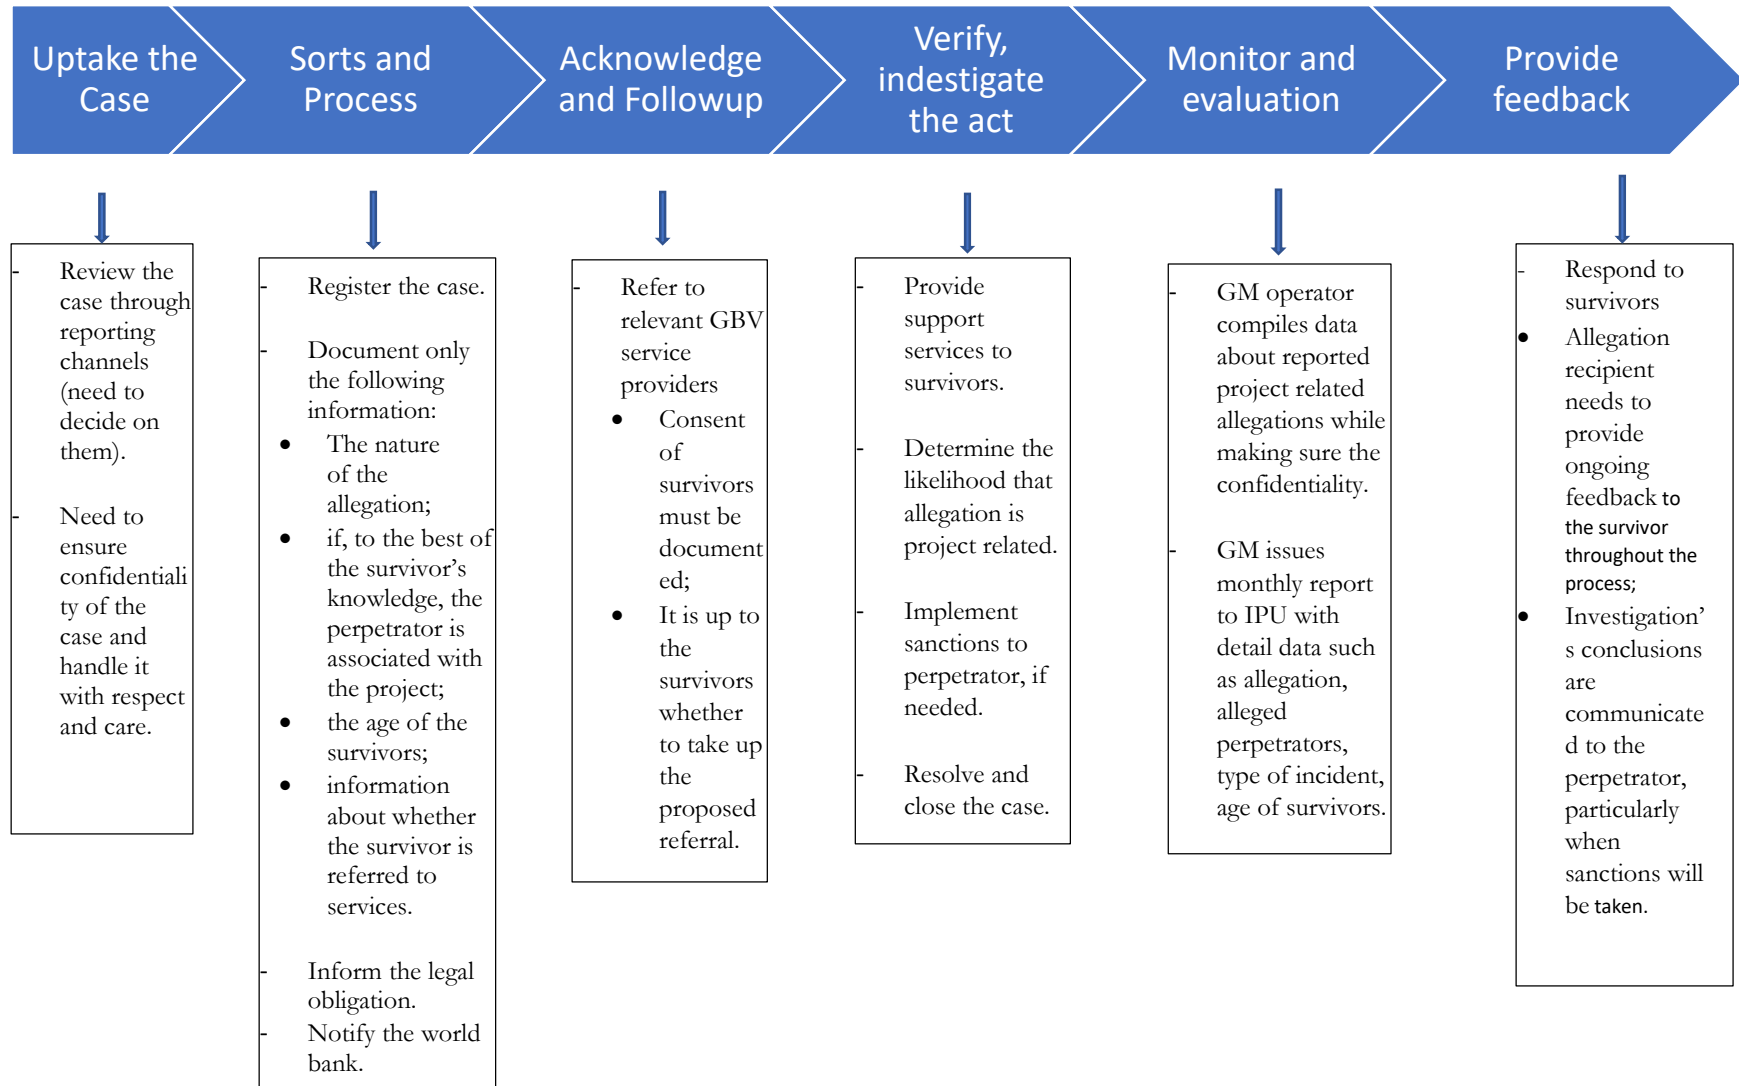 Uptake the
Case
Sorts and
Process
Acknowledge
and Followup
Verify,
indestigate
the act
Monitor and
evaluation
Provide
feedback
- Review the
case through
reporting
channels
(need to
decide on
them).
- Need to
ensure
confidentiali
ty of the
case and
handle it
with respect
and care.
- Register the case.
- Document only
the following
information:
• The nature
of the
allegation;
• if, to the best of
the survivor’s
knowledge, the
perpetrator is
associated with
the project;
• the age of the
survivors;
• information
about whether
the survivor is
referred to
services.
- Inform the legal
obligation.
- Notify the world
bank.
- Refer to
relevant GBV
service
providers
• Consent
of
survivors
must be
document
ed;
• It is up to
the
survivors
whether
to take up
the
proposed
referral.
- Provide
support
services to
survivors.
- Determine the
likelihood that
allegation is
project related.
- Implement
sanctions to
perpetrator, if
needed.
- Resolve and
close the case.
- GM operator
compiles data
about reported
project related
allegations while
making sure the
confidentiality.
- GM issues
monthly report
to IPU with
detail data such
as allegation,
alleged
perpetrators,
type of incident,
age of survivors.
- Respond to
survivors
• Allegation
recipient
needs to
provide
ongoing
feedback to
the survivor
throughout the
process;
• Investigation’
s conclusions
are
communicate
d to the
perpetrator,
particularly
when
sanctions will
be taken.